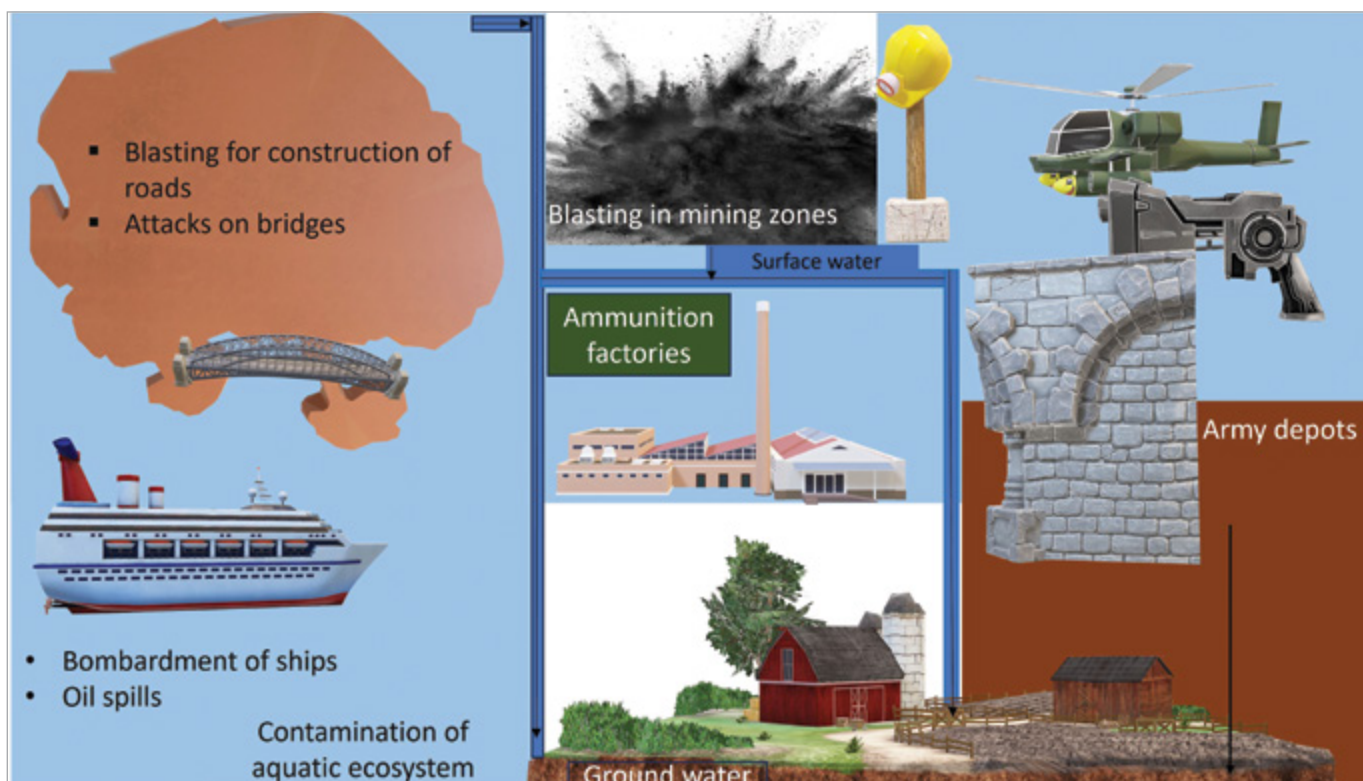 ▪ Blasting for construction of
roads
▪ Attacks on bridges
Blasting in mining zones
Surface water
Ammunition
factories
Army depots
• Bombardment of ships
• Oil spills
Contamination of
aquatic ecosystem
Ground water